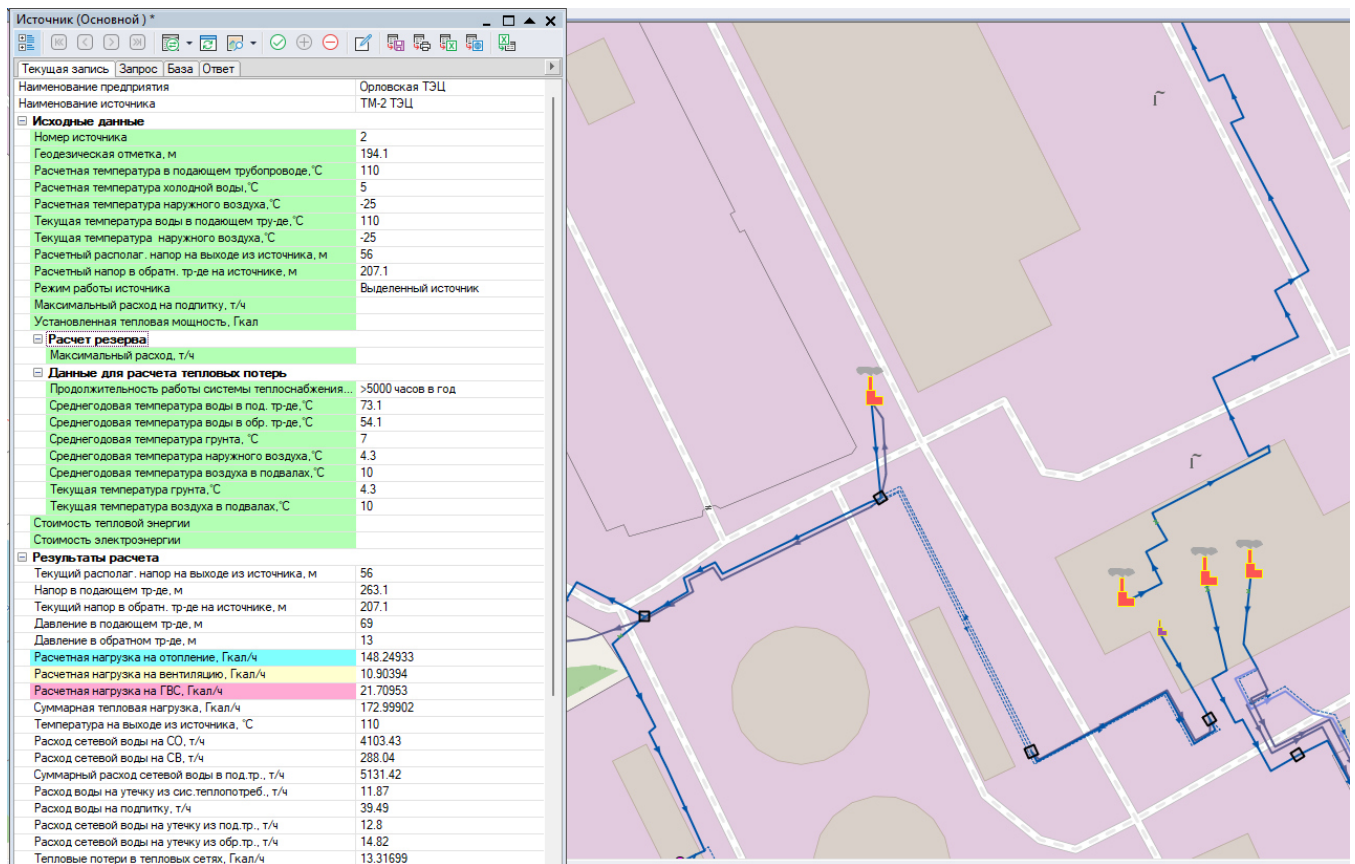 Источник (Основной ) *
Текущая запись Запрос База Ответ
Наименование предприятия Орловская ТЭЦ
Наименование источника ТМ-2 ТЭЦ
Исходные данные
Номер источника 2
Геодезическая отметка, м 194.1
Расчетная температура в подающем трубопроводе,°C 110
Расчетная температура холодной воды,°C 5
Расчетная температура наружного воздуха,°C -25
Текущая температура воды в подающем тру-де,°C 110
Текущая температура наружного воздуха,°C -25
Расчетный располаг. напор на выходе из источника, м 56
Расчетный напор в обратн. тр-де на источнике, м 207.1
Режим работы источника Выделенный источник
Максимальный расход на подпитку, т/ч
Установленная тепловая мощность, Гкал
Расчет резерва
Максимальный расход, т/ч
Данные для расчета тепловых потерь
Продолжительность работы системы теплоснабжения... >5000 часов в год
Среднегодовая температура воды в под. тр-де,°C 73.1
Среднегодовая температура воды в обр. тр-де,°C 54.1
Среднегодовая температура грунта, °C 7
Среднегодовая температура наружного воздуха,°C 4.3
Среднегодовая температура воздуха в подвалах,°C 10
Текущая температура грунта,°C 4.3
Текущая температура воздуха в подвалах,°C 10
Стоимость тепловой энергии
Стоимость электроэнергии
Результаты расчета
Текущий располаг. напор на выходе из источника, м 56
Напор в подающем тр-де, м 263.1
Текущий напор в обратн. тр-де на источнике, м 207.1
Давление в подающем тр-де, м 69
Давление в обратном тр-де, м 13
Расчетная нагрузка на отопление, Гкал/ч 148.24933
Расчетная нагрузка на вентиляцию, Гкал/ч 10.90394
Расчетная нагрузка на ГВС, Гкал/ч 21.70953
Суммарная тепловая нагрузка, Гкал/ч 172.99902
Температура на выходе из источника, °C 110
Расход сетевой воды на СО, т/ч 4103.43
Расход сетевой воды на СВ, т/ч 288.04
Суммарный расход сетевой воды в под.тр., т/ч 5131.42
Расход воды на утечку из сис.теплопотреб., т/ч 11.87
Расход воды на подпитку, т/ч 39.49
Расход сетевой воды на утечку из под.тр., т/ч 12.8
Расход сетевой воды на утечку из обр.тр., т/ч 14.82
Тепловые потери в тепловых сетях, Гкал/ч 13.31699